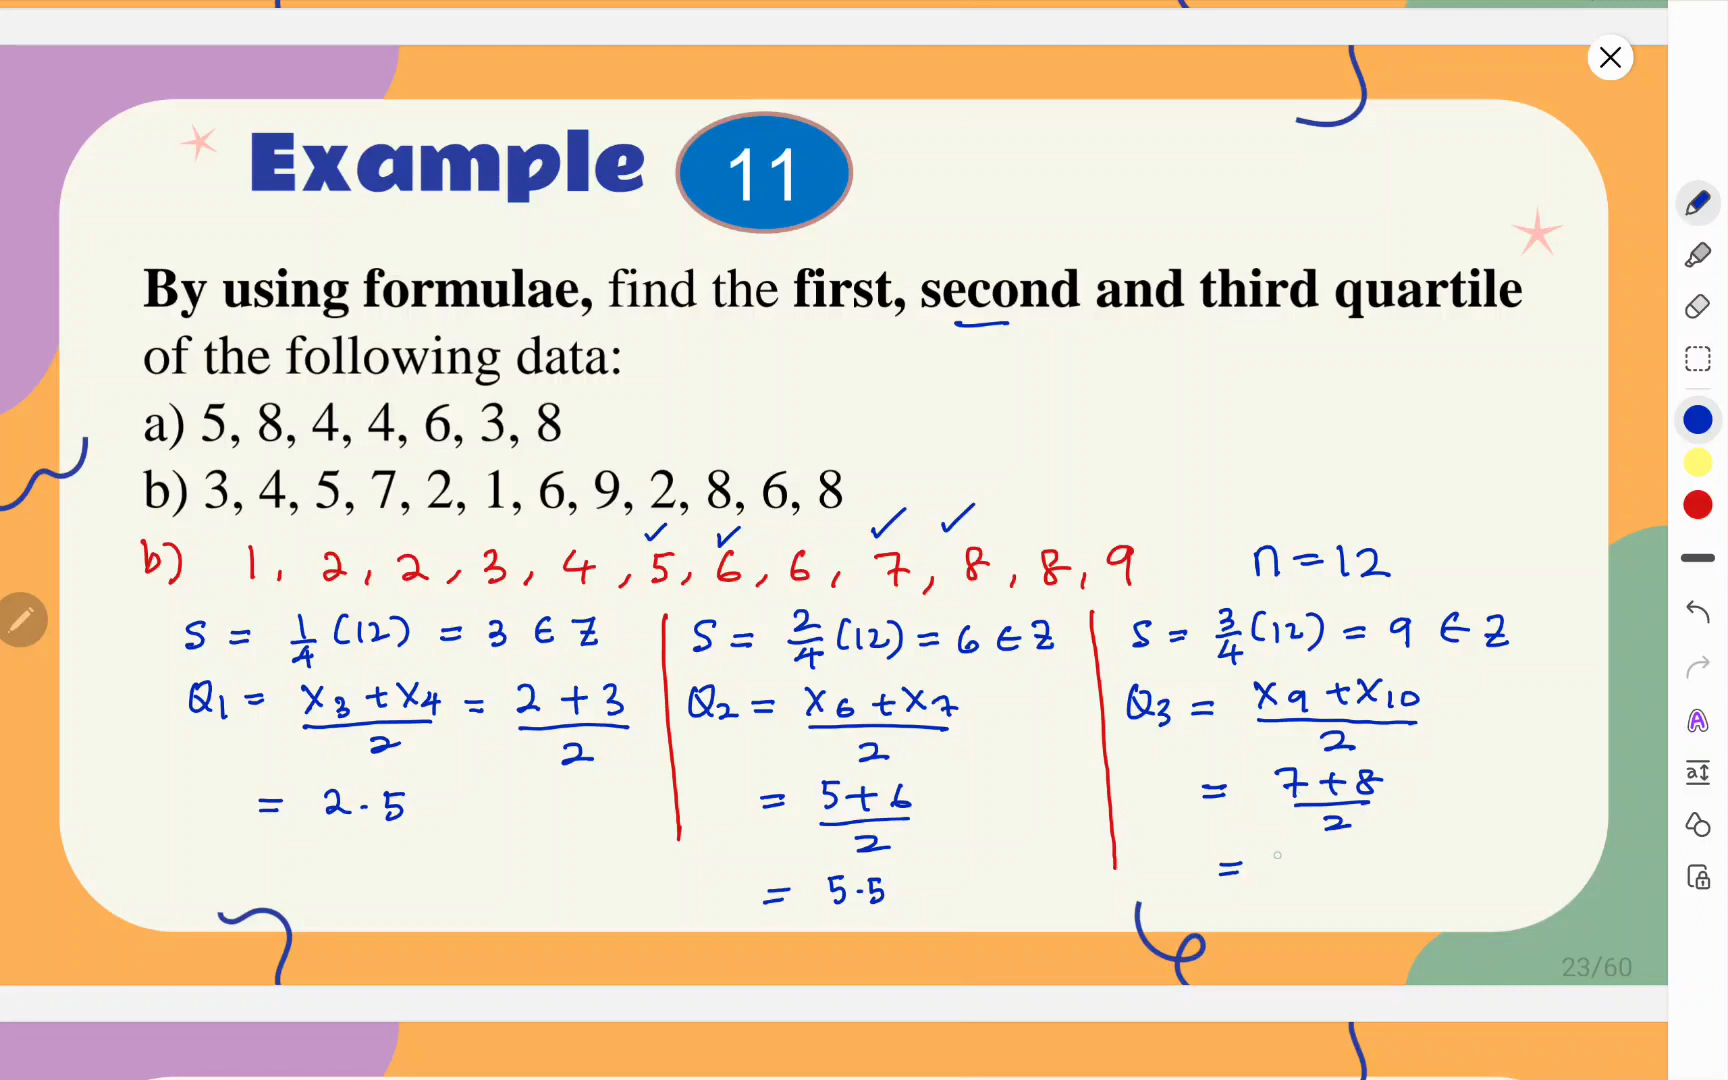 Example 11
By using formulae, find the first, second and third quartile
of the following data:
a) 5, 8, 4, 4, 6, 3, 8
b) 3, 4, 5, 7, 2, 1, 6, 9, 2, 8, 6, 8
b) 1, 2, 2, 3, 4, 5, 6, 6, 7, 8, 8, 9 n = 12
S = 1/4 (12) = 3 ∈ Z
Q1 = (x3 + x4)/2 = (2 + 3)/2
= 2.5
S = 2/4 (12) = 6 ∈ Z
Q2 = (x6 + x7)/2
= (5 + 6)/2
= 5.5
S = 3/4 (12) = 9 ∈ Z
Q3 = (x9 + x10)/2
= (7 + 8)/2
=
23/60